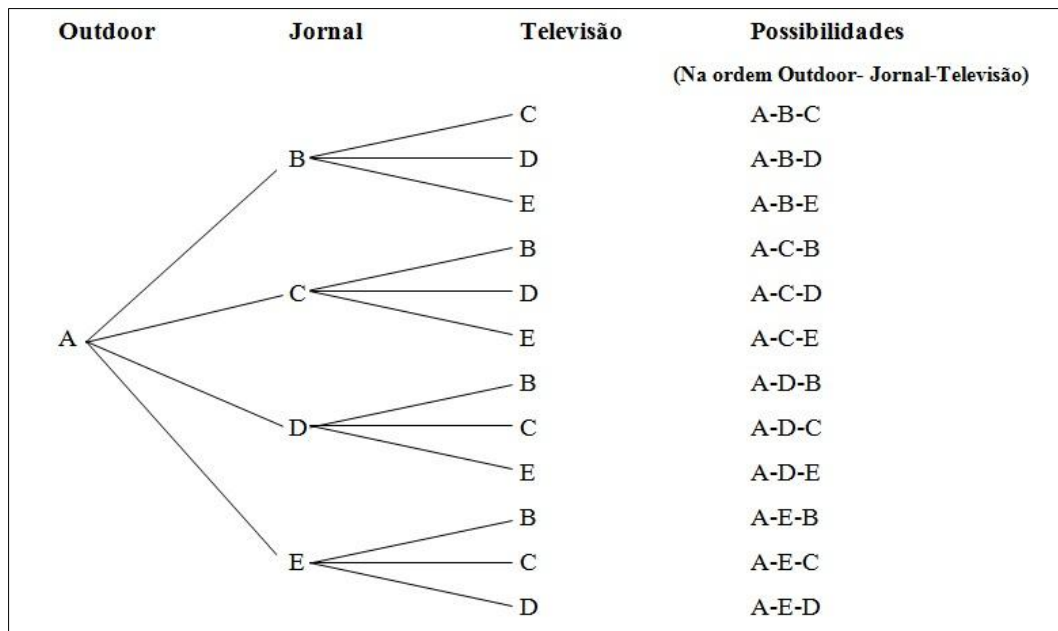 Outdoor Jornal Televisão Possibilidades
(Na ordem Outdoor- Jornal-Televisão)
C A-B-C
B D A-B-D
E A-B-E
B A-C-B
C D A-C-D
E A-C-E
A
B A-D-B
D C A-D-C
E A-D-E
B A-E-B
E C A-E-C
D A-E-D